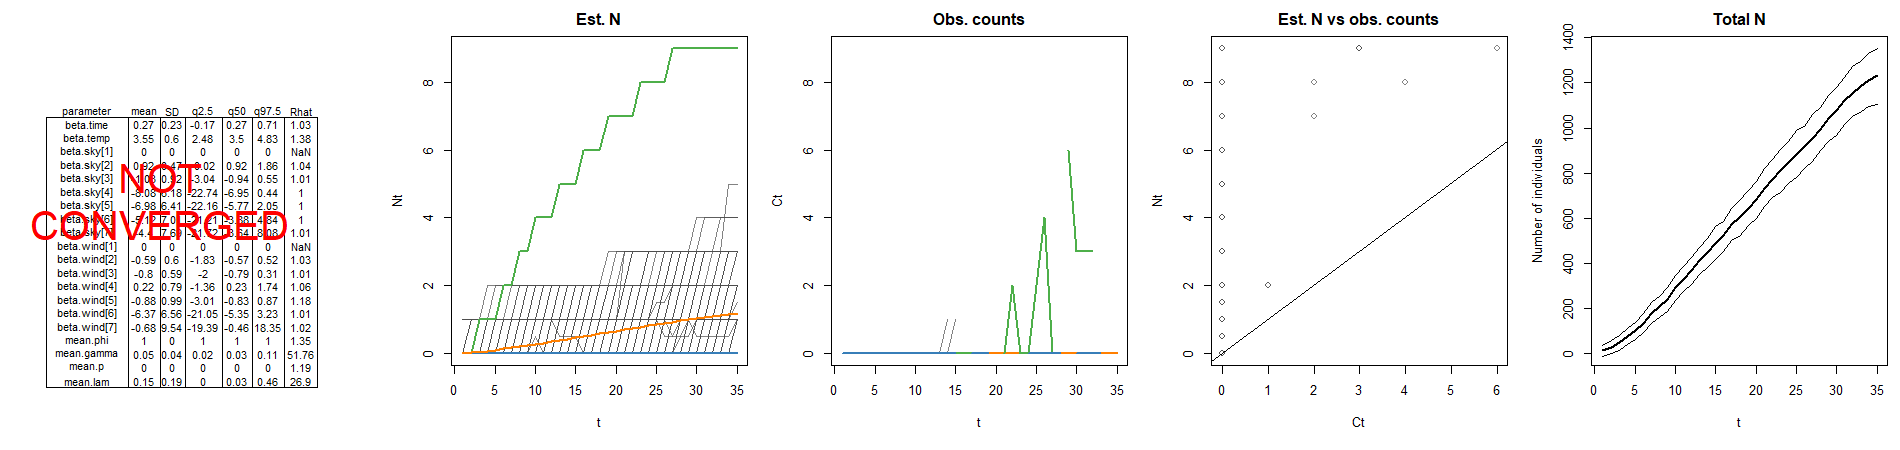 parameter mean SD q2.5 q50 q97.5 Rhat
beta.time 0.27 0.23 -0.17 0.27 0.71 1.03
beta.temp 3.55 0.6 2.48 3.5 4.83 1.38
beta.sky[1] 0 0 0 0 0 NaN
beta.sky[2] 0.92 0.47 0.92 1.86 1.04
beta.sky[3] -3.04 -0.94 0.55 1.01
beta.sky[4] -22.74 -6.95 0.44 1
beta.sky[5] -6.98 6.41 -22.16 -5.77 2.05 1
1
1.01
NOT
CONVERGED
beta.wind[1] 0 0 0 0 0 NaN
beta.wind[2] -0.59 0.6 -1.83 -0.57 0.52 1.03
beta.wind[3] -0.8 0.59 -2 -0.79 0.31 1.01
beta.wind[4] 0.22 0.79 -1.36 0.23 1.74 1.06
beta.wind[5] -0.88 0.99 -3.01 -0.83 0.87 1.18
beta.wind[6] -6.37 6.56 -21.05 -5.35 3.23 1.01
beta.wind[7] -0.68 9.54 -19.39 -0.46 18.35 1.02
mean.phi 1 0 1 1 1 1.35
mean.gamma 0.05 0.04 0.02 0.03 0.11 51.76
mean.p 0 0 0 0 0 1.19
mean.lam 0.15 0.19 0 0.03 0.46 26.9
Est. N
Nt
0 2 4 6 8
0 5 10 15 20 25 30 35
t
Obs. counts
Ct
0 2 4 6 8
0 5 10 15 20 25 30 35
t
Est. N vs obs. counts
Nt
0 2 4 6 8
0 1 2 3 4 5 6
Ct
Total N
Number of individuals
0 200 400 600 800 1000 1200 1400
0 5 10 15 20 25 30 35
t